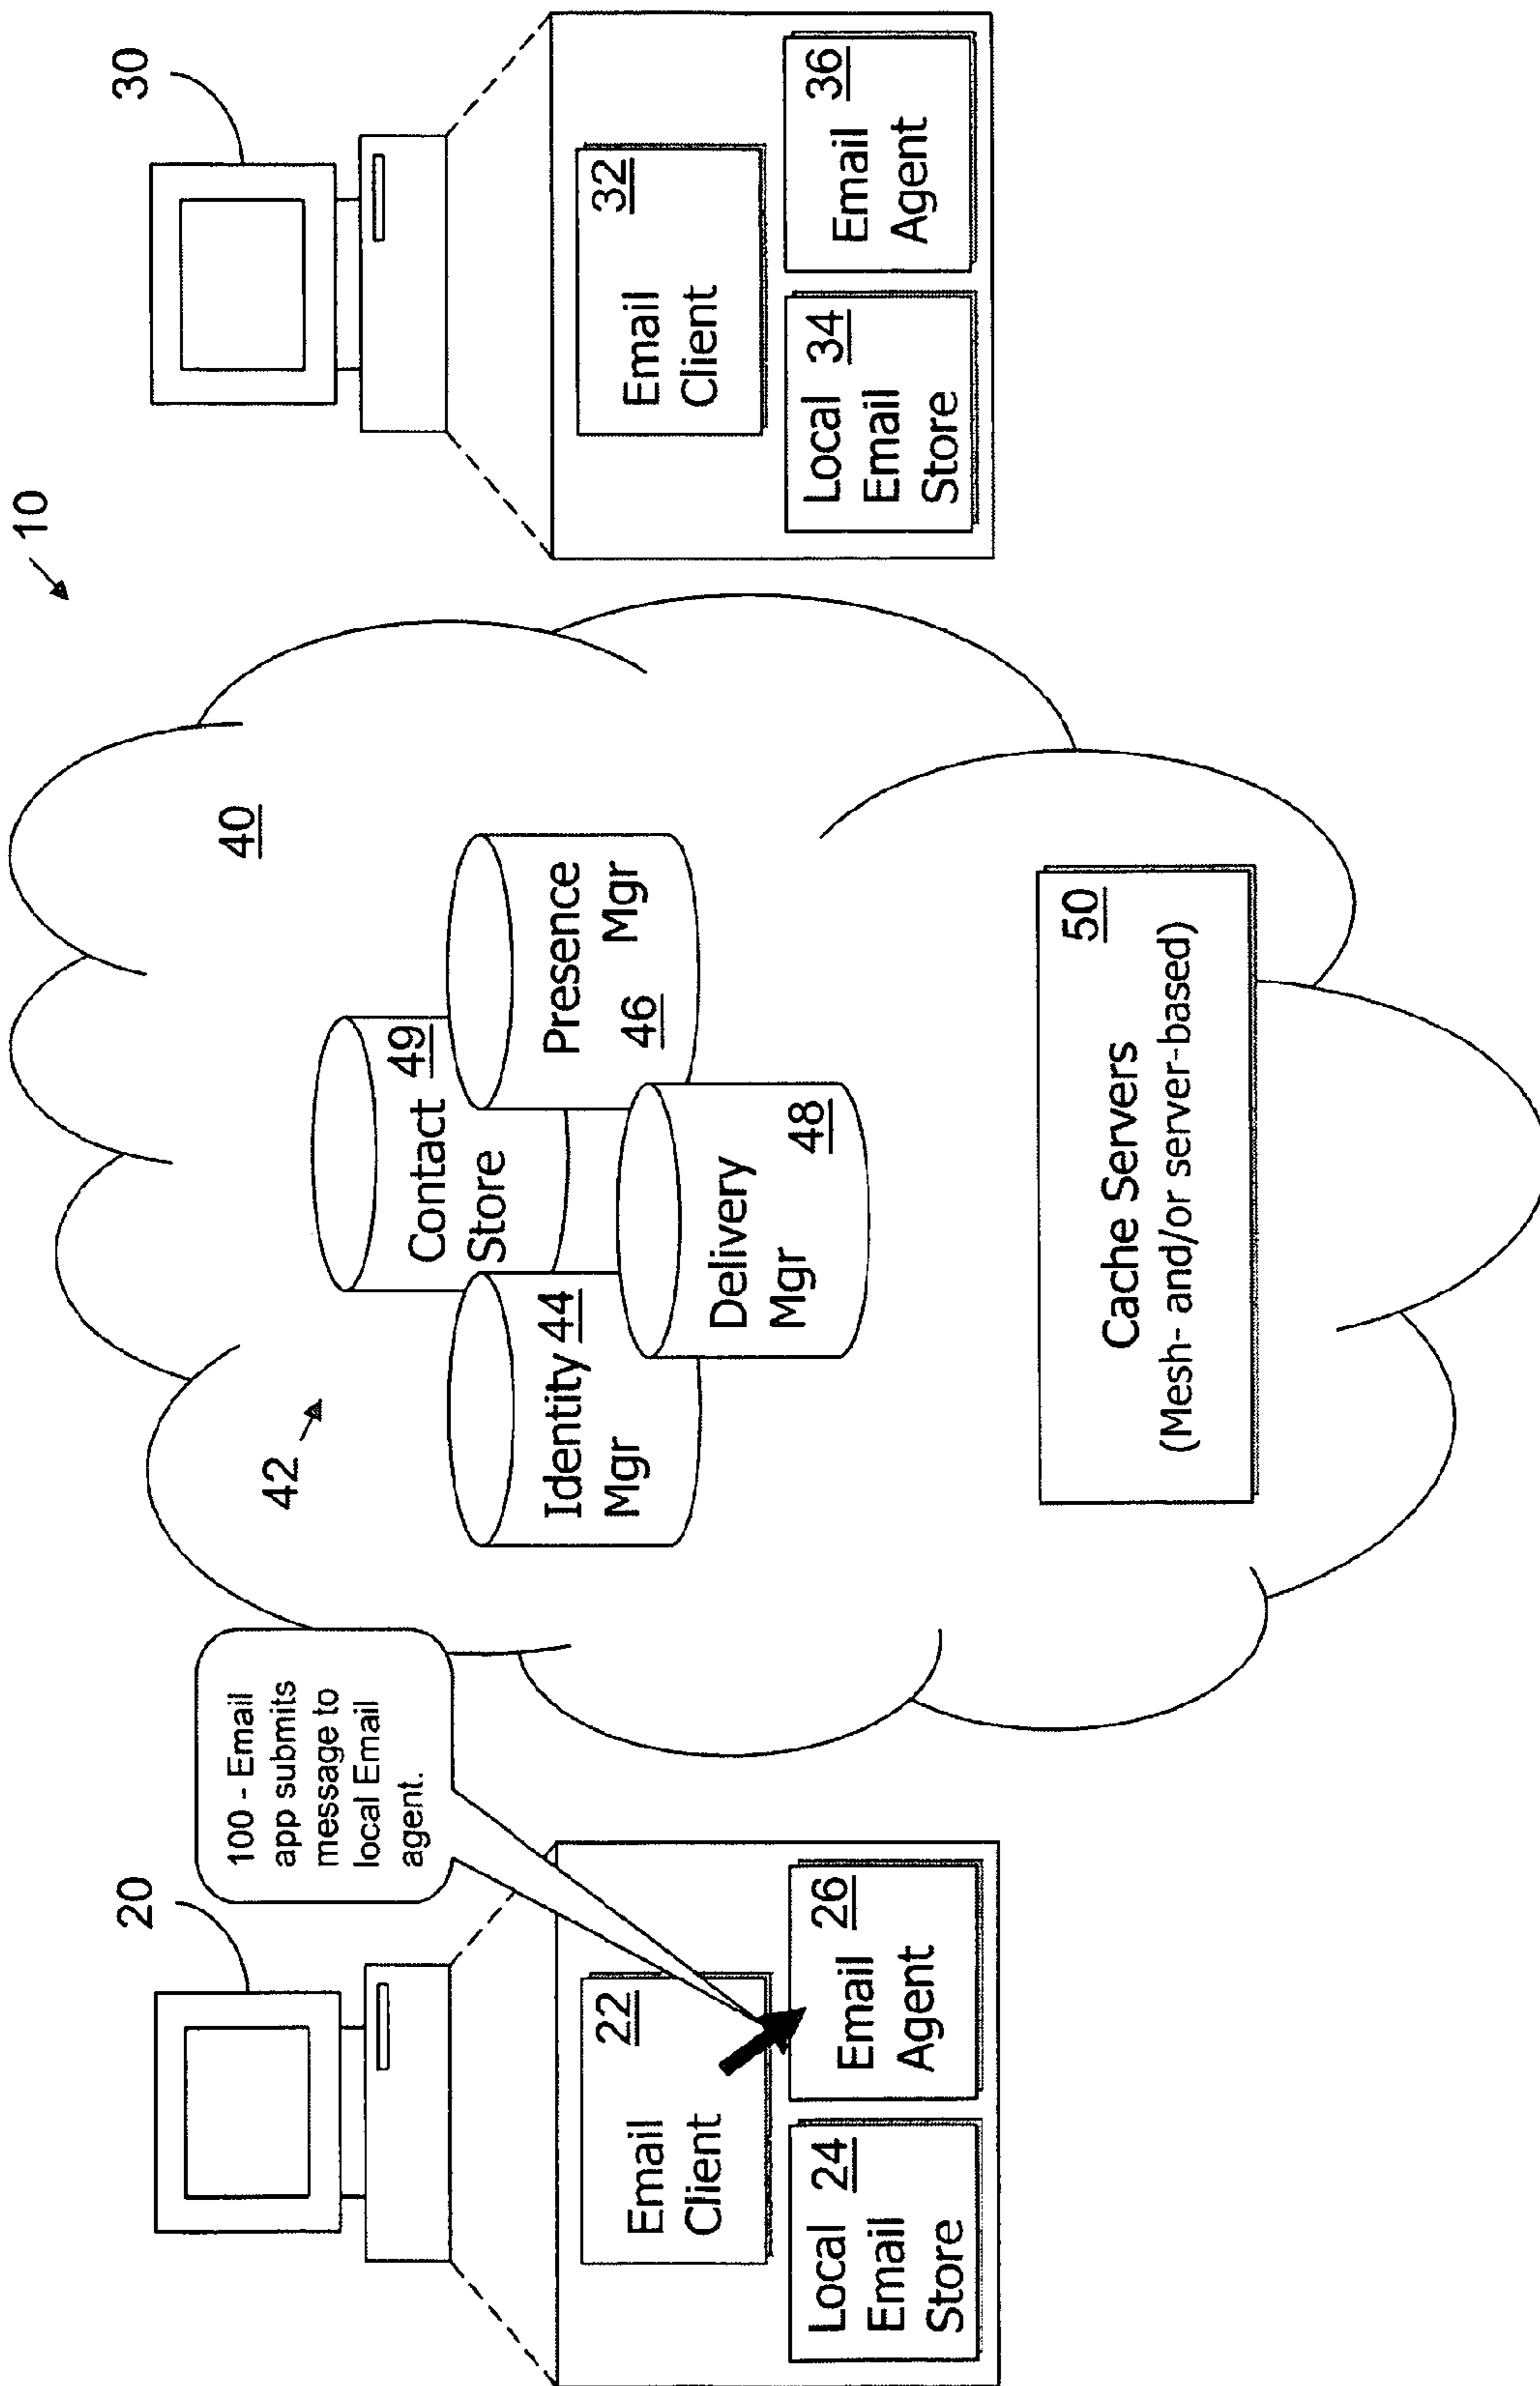 10
20
100 - Email
app submits
message to
local Email
agent.
22
Email
Client
Local 24
Email
Store
26
Email
Agent
42
40
Contact 49
Store
Identity 44
Mgr
Presence
46 Mgr
Delivery
Mgr 48
50
Cache Servers
(Mesh- and/or server-based)
30
32
Email
Client
Local 34
Email
Store
36
Email
Agent